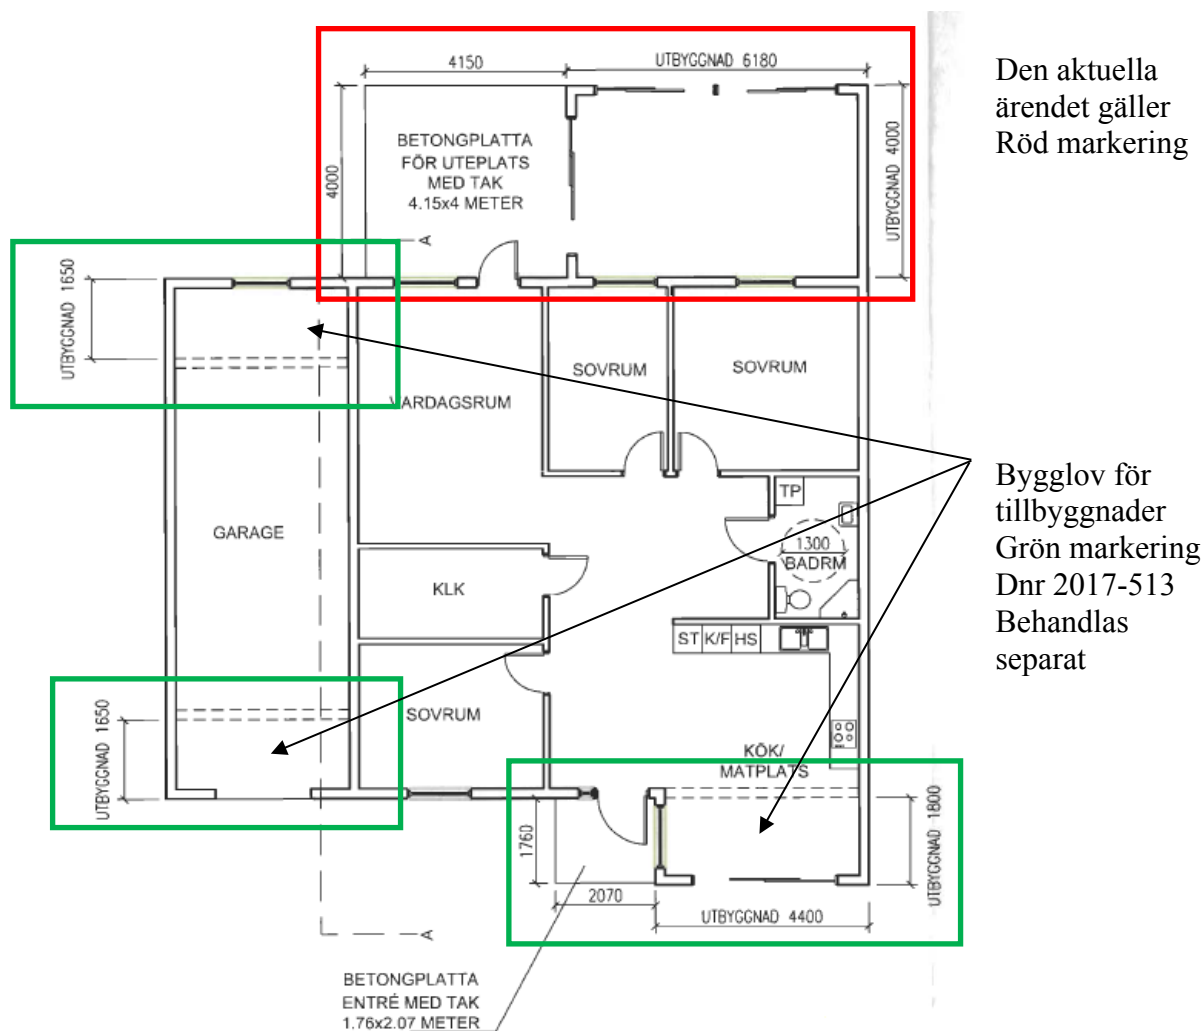 4150
UTBYGGNAD 6180
Den aktuella
ärendet gäller
Röd markering
4000
BETONGPLATTA
FÖR UTEPLATS
MED TAK
4.15x4 METER
UTBYGGNAD 4000
A
UTBYGGNAD 1650
VARDAGSRUM
SOVRUM
SOVRUM
GARAGE
TP
1300
BADRM
KLK
ST
K/F
HS
Bygglov för
tillbyggnader
Grön markering
Dnr 2017-513
Behandlas
separat
UTBYGGNAD 1650
SOVRUM
KÖK/
MATPLATS
1760
2070
UTBYGGNAD 4400
UTBYGGNAD 1800
A
BETONGPLATTA
ENTRÉ MED TAK
1.76x2.07 METER